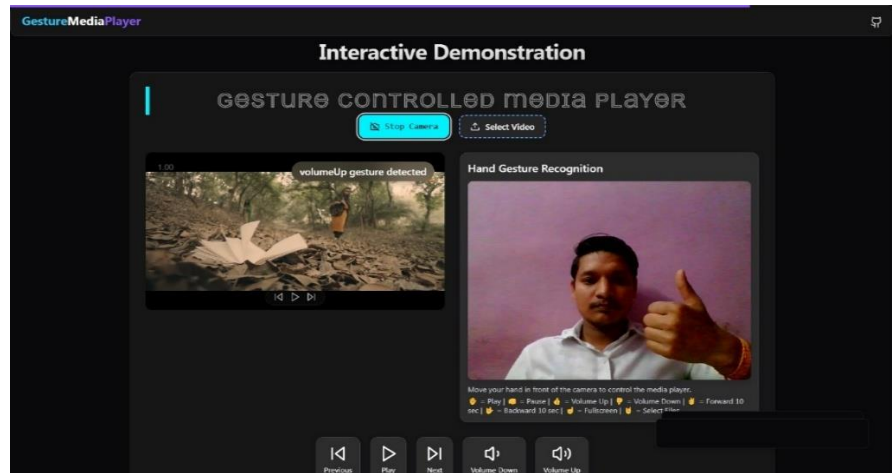 GestureMediaPlayer
Interactive Demonstration
GESTURE CONTROLLED MEDIA PLAYER
Stop Camera
Select Video
1.00
volumeUp gesture detected
Hand Gesture Recognition
Move your hand in front of the camera to control the media player.
= Play | = Pause | = Volume Up | = Volume Down | = Forward 10
sec | = Backward 10 sec | = Fullscreen | = Select Files
Previous
Play
Next
Volume Down
Volume Up